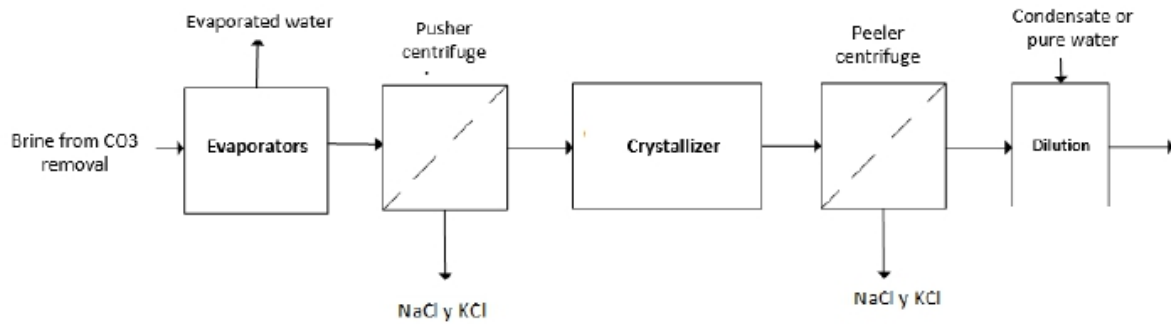 Evaporated water
Pusher
centrifuge
Peeler
centrifuge
Condensate or
pure water
Brine from CO3
removal
Evaporators
Crystallizer
Dilution
NaCl y KCl
NaCl y KCl